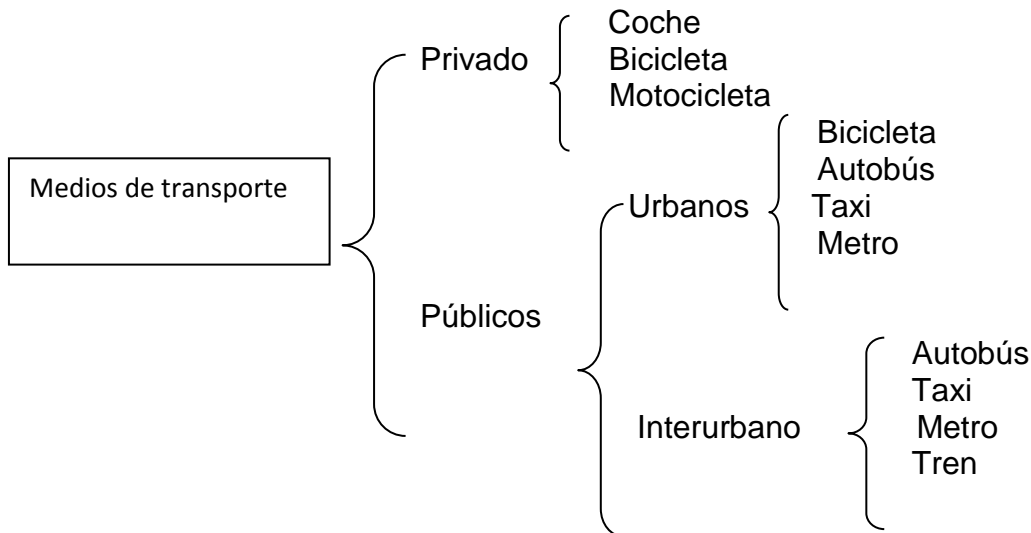 Medios de transporte
Privado
Coche
Bicicleta
Motocicleta
Públicos
Urbanos
Bicicleta
Autobús
Taxi
Metro
Interurbano
Autobús
Taxi
Metro
Tren